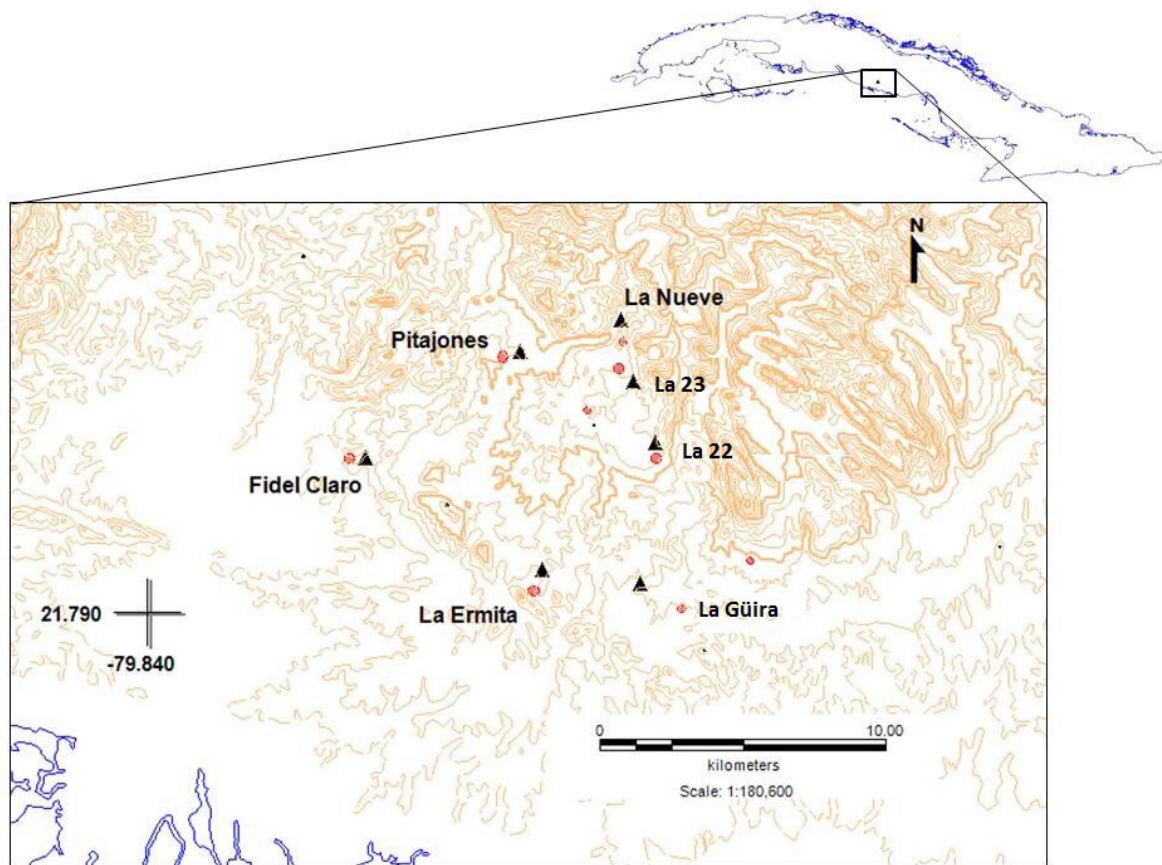 N
La Nueve
Pitajones
La 23
La 22
Fidel Claro
21.790
-79.840
La Ermita
La Güira
0 10.00
kilometers
Scale: 1:180,600